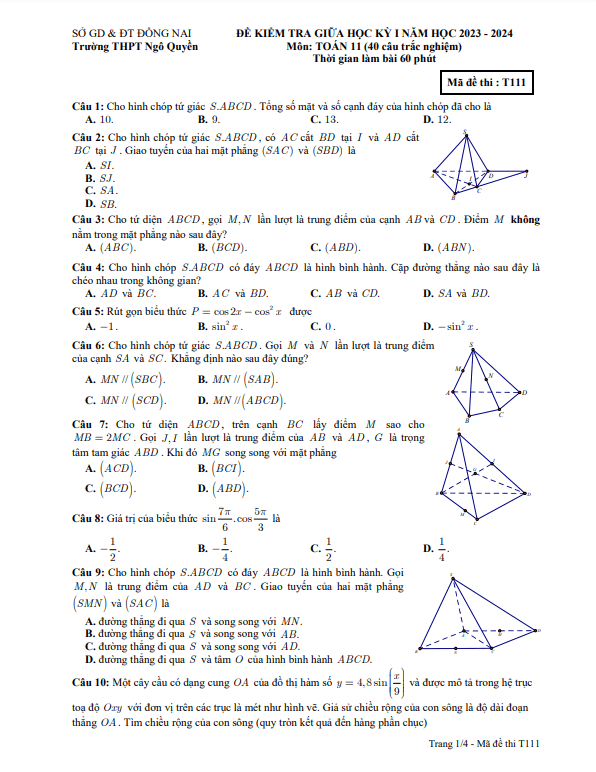 SỞ GD & ĐT ĐỒNG NAI
Trường THPT Ngô Quyền
ĐỀ KIỂM TRA GIỮA HỌC KỲ I NĂM HỌC 2023 - 2024
Môn: TOÁN 11 (40 câu trắc nghiệm)
Thời gian làm bài 60 phút
Mã đề thi : T111
Câu 1: Cho hình chóp tứ giác S.ABCD. Tổng số mặt và số cạnh đáy của hình chóp đã cho là
A. 10. B. 9. C. 13. D. 12.
Câu 2: Cho hình chóp tứ giác S.ABCD, có AC cắt BD tại I và AD cắt
BC tại J. Giao tuyến của hai mặt phẳng (SAC) và (SBD) là
A. SI.
B. SJ.
C. SA.
D. SB.
S
A
D
J
I
C
B
Câu 3: Cho tứ diện ABCD, gọi M, N lần lượt là trung điểm của cạnh AB và CD. Điểm M không
nằm trong mặt phẳng nào sau đây?
A. (ABC). B. (BCD). C. (ABD). D. (ABN).
Câu 4: Cho hình chóp S.ABCD có đáy ABCD là hình bình hành. Cặp đường thẳng nào sau đây là
chéo nhau trong không gian?
A. AD và BC. B. AC và BD. C. AB và CD. D. SA và BD.
Câu 5: Rút gọn biểu thức P = cos 2x − cos² x được
A. −1. B. sin² x. C. 0. D. −sin² x.
Câu 6: Cho hình chóp tứ giác S.ABCD. Gọi M và N lần lượt là trung điểm
của cạnh SA và SC. Khẳng định nào sau đây đúng?
A. MN // (SBC). B. MN // (SAB).
C. MN // (SCD). D. MN // (ABCD).
S
M
N
A
D
C
B
Câu 7: Cho tứ diện ABCD, trên cạnh BC lấy điểm M sao cho
MB = 2MC. Gọi J, I lần lượt là trung điểm của AB và AD, G là trọng
tâm tam giác ABD. Khi đó MG song song với mặt phẳng
A. (ACD). B. (BCI).
C. (BCD). D. (ABD).
Câu 8: Giá trị của biểu thức sin 7π/6 . cos 5π/3 là
A. −1/2. B. −1/4. C. 1/2. D. 1/4.
Câu 9: Cho hình chóp S.ABCD có đáy ABCD là hình bình hành. Gọi
M, N là trung điểm của AD và BC. Giao tuyến của hai mặt phẳng
(SMN) và (SAC) là
A. đường thẳng đi qua S và song song với MN.
B. đường thẳng đi qua S và song song với AB.
C. đường thẳng đi qua S và song song với AD.
D. đường thẳng đi qua S và tâm O của hình bình hành ABCD.
Câu 10: Một cây cầu có dạng cung OA của đồ thị hàm số y = 4,8 sin (x/9) và được mô tả trong hệ trục
toạ độ Oxy với đơn vị trên các trục là mét như hình vẽ. Giả sử chiều rộng của con sông là độ dài đoạn
thẳng OA. Tìm chiều rộng của con sông (quy tròn kết quả đến hàng phần chục)
Trang 1/4 - Mã đề thi T111